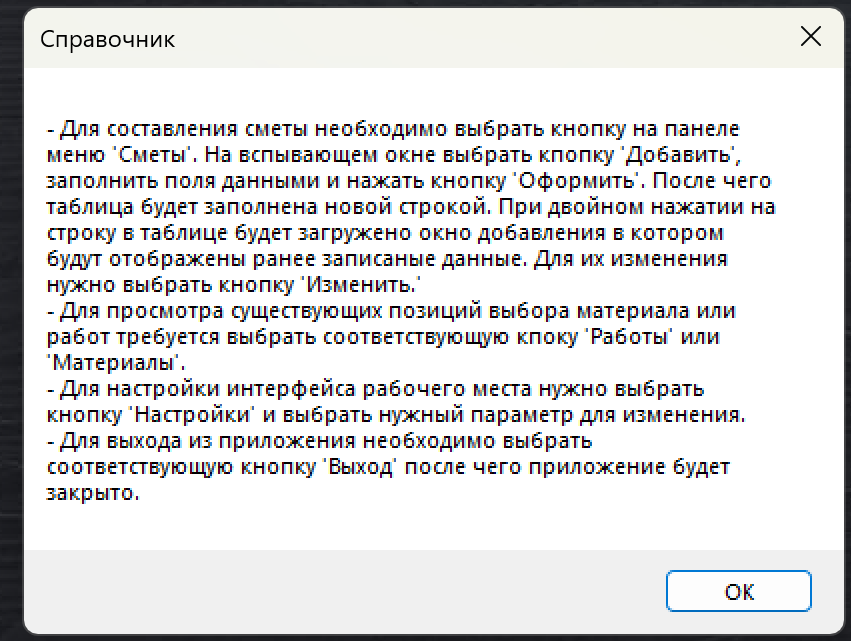 Справочник
- Для составления сметы необходимо выбрать кнопку на панеле
меню 'Сметы'. На вспывающем окне выбрать кпопку 'Добавить',
заполнить поля данными и нажать кнопку 'Оформить'. После чего
таблица будет заполнена новой строкой. При двойном нажатии на
строку в таблице будет загружено окно добавления в котором
будут отображены ранее записаные данные. Для их изменения
нужно выбрать кнопку 'Изменить.'
- Для просмотра существующих позиций выбора материала или
работ требуется выбрать соответствующую кпоку 'Работы' или
'Материалы'.
- Для настройки интерфейса рабочего места нужно выбрать
кнопку 'Настройки' и выбрать нужный параметр для изменения.
- Для выхода из приложения необходимо выбрать
соответствующую кнопку 'Выход' после чего приложение будет
закрыто.
ОК